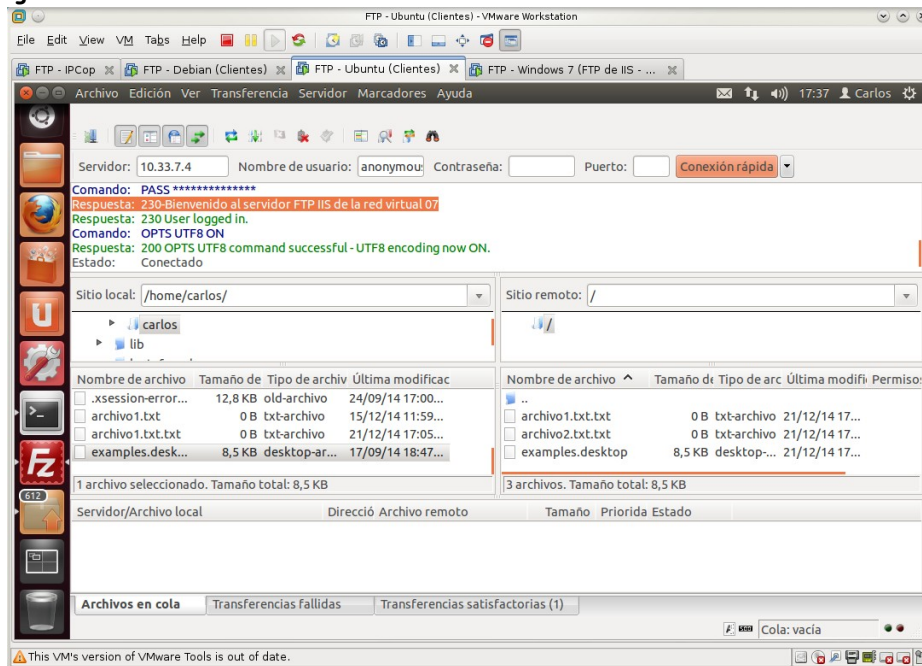 FTP - Ubuntu (Clientes) - VMware Workstation
File Edit View VM Tabs Help
FTP - IPCop FTP - Debian (Clientes) FTP - Ubuntu (Clientes) FTP - Windows 7 (FTP de IIS - ...
Archivo Edición Ver Transferencia Servidor Marcadores Ayuda 17:37 Carlos
Servidor: 10.33.7.4 Nombre de usuario: anonymou Contraseña: Puerto: Conexión rápida
Comando: PASS **************
Respuesta: 230-Bienvenido al servidor FTP IIS de la red virtual 07
Respuesta: 230 User logged in.
Comando: OPTS UTF8 ON
Respuesta: 200 OPTS UTF8 command successful - UTF8 encoding now ON.
Estado: Conectado
Sitio local: /home/carlos/ Sitio remoto: /
carlos /
lib
Nombre de archivo Tamaño de Tipo de archiv Última modificac Nombre de archivo Tamaño de Tipo de arc Última modifi Permiso
.xsession-error... 12,8 KB old-archivo 24/09/14 17:00... ..
archivo1.txt 0 B txt-archivo 15/12/14 11:59... archivo1.txt.txt 0 B txt-archivo 21/12/14 17...
archivo1.txt.txt 0 B txt-archivo 21/12/14 17:05... archivo2.txt.txt 0 B txt-archivo 21/12/14 17...
examples.desk... 8,5 KB desktop-ar... 17/09/14 18:47... examples.desktop 8,5 KB desktop-... 21/12/14 17...
1 archivo seleccionado. Tamaño total: 8,5 KB 3 archivos. Tamaño total: 8,5 KB
612
Servidor/Archivo local Direcció Archivo remoto Tamaño Priorida Estado
Archivos en cola Transferencias fallidas Transferencias satisfactorias (1)
Cola: vacía
This VM's version of VMware Tools is out of date.